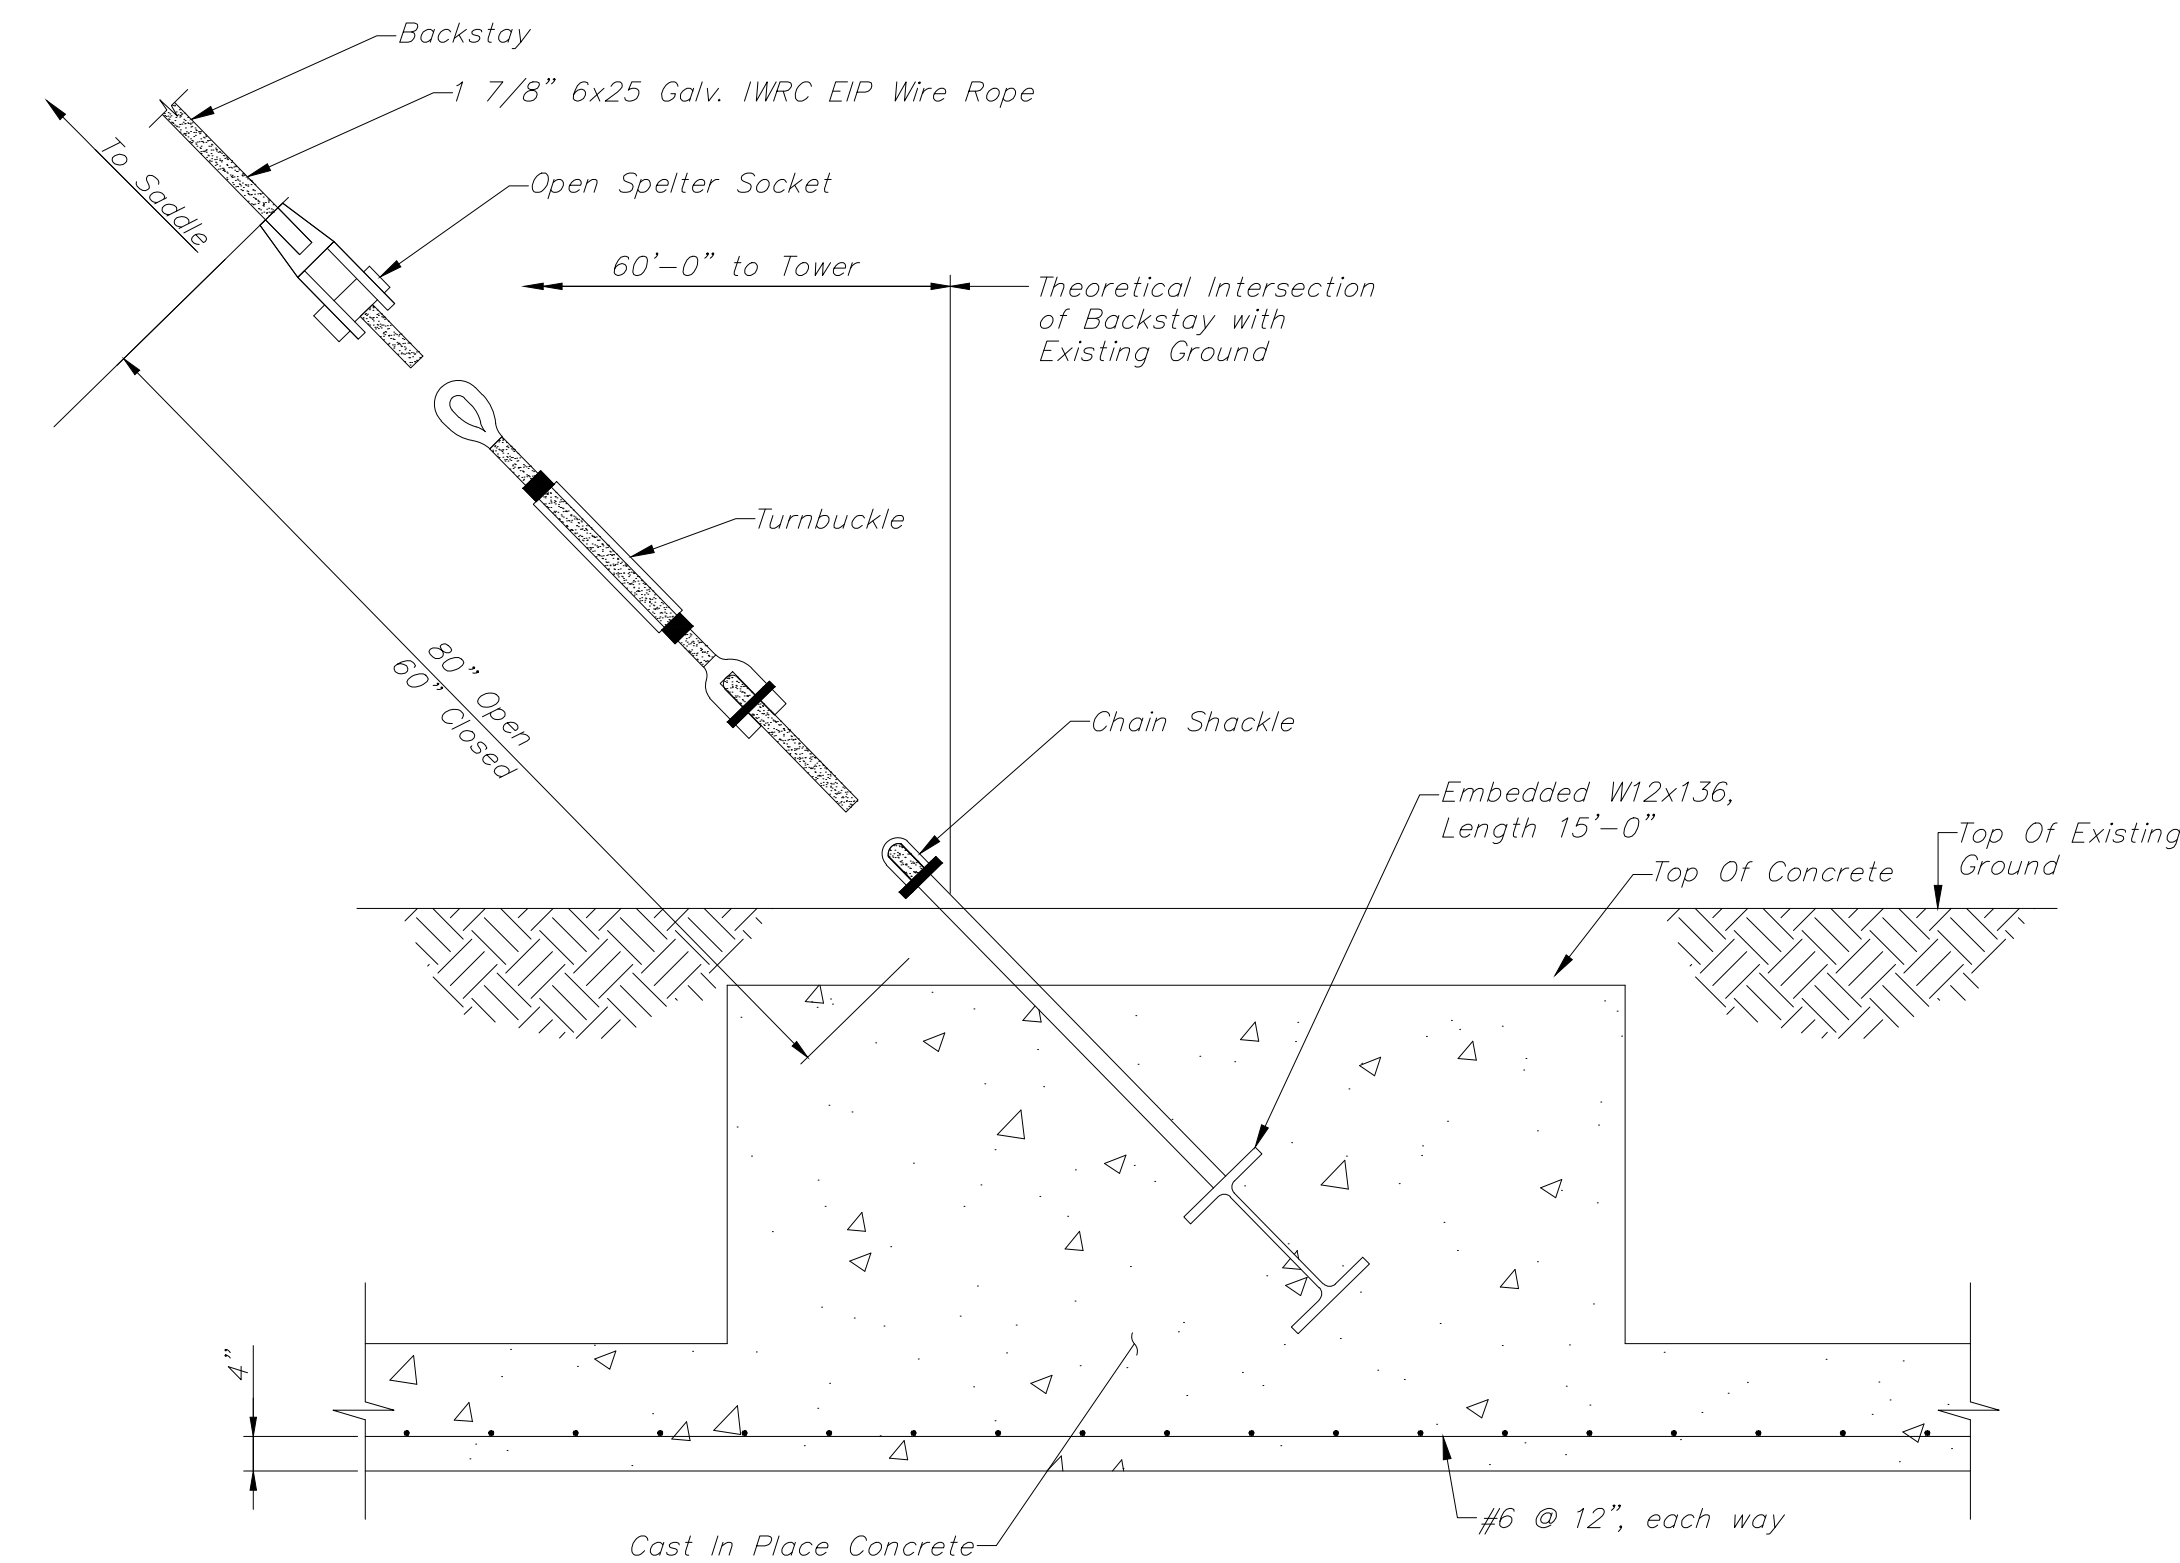 Backstay
1 7/8" 6x25 Galv. IWRC EIP Wire Rope
To Saddle
Open Spelter Socket
60'-0" to Tower
Theoretical Intersection
of Backstay with
Existing Ground
Turnbuckle
80" Open
60" Closed
Chain Shackle
Embedded W12x136,
Length 15'-0"
Top Of Existing
Ground
Top Of Concrete
4"
#6 @ 12", each way
Cast In Place Concrete